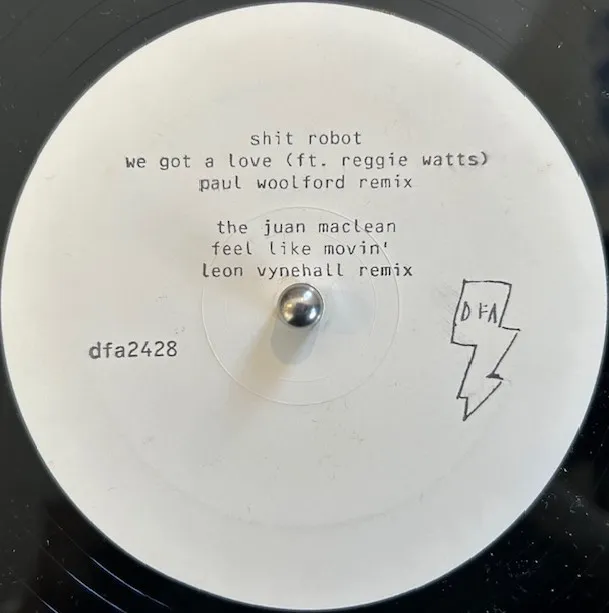 shit robot
we got a love (ft. reggie watts)
paul woolford remix
the juan maclean
feel like movin'
leon vynehall remix
dfa2428
DFA